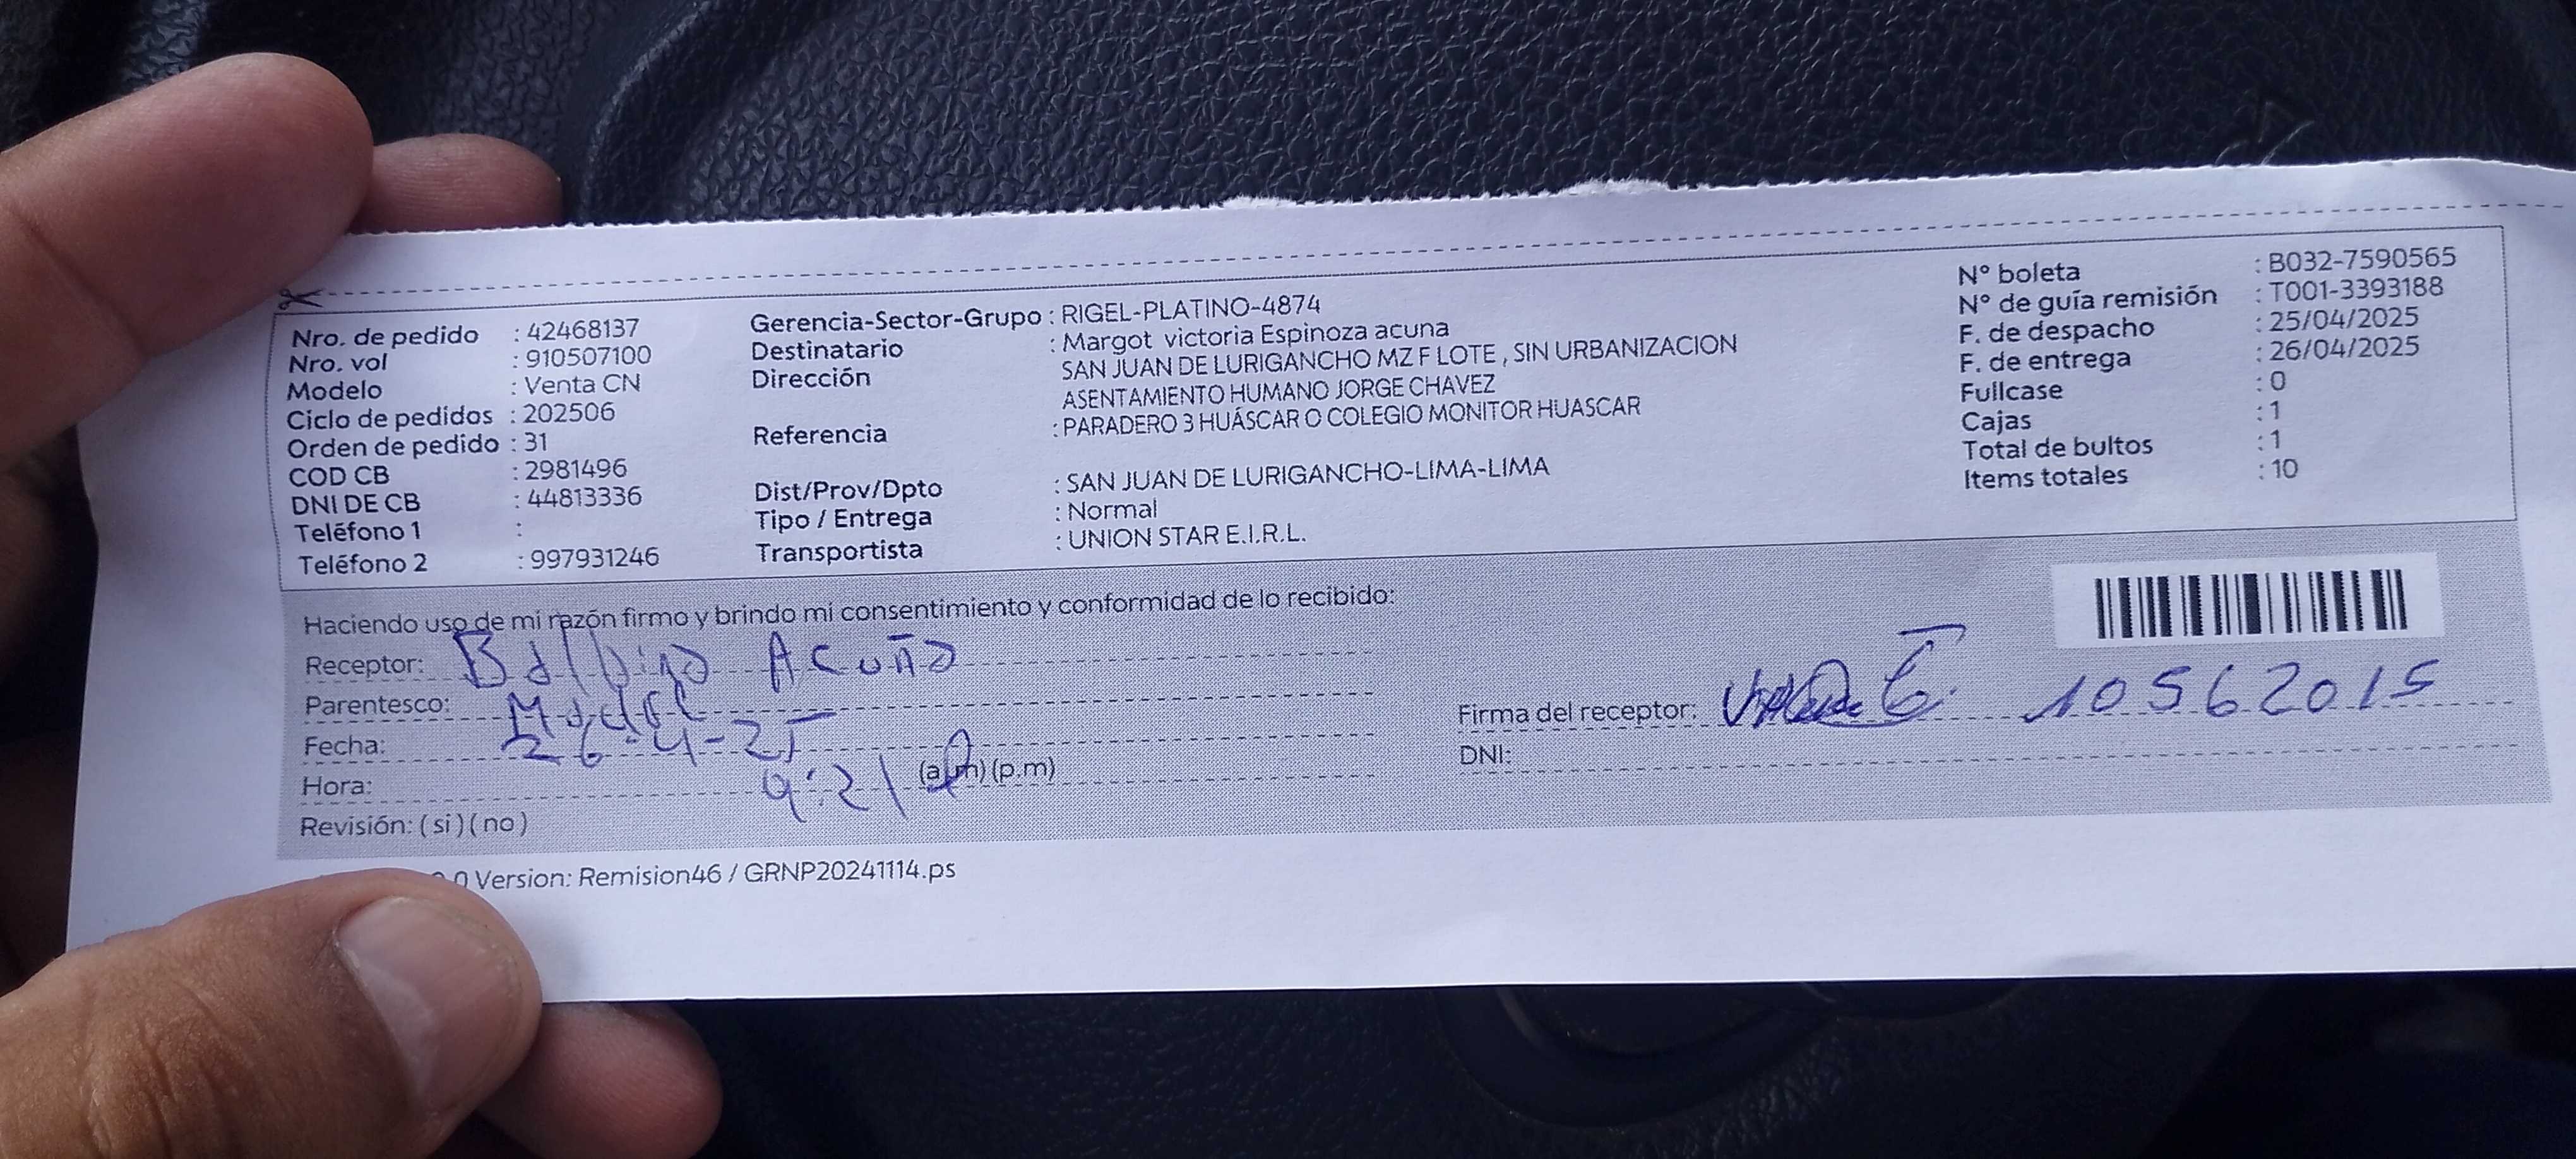 Nro. de pedido : 42468137
Nro. vol : 910507100
Modelo : Venta CN
Ciclo de pedidos : 202506
Orden de pedido : 31
COD CB : 2981496
DNI DE CB : 44813336
Teléfono 1 :
Teléfono 2 : 997931246
Gerencia-Sector-Grupo : RIGEL-PLATINO-4874
Destinatario : Margot victoria Espinoza acuna
Dirección SAN JUAN DE LURIGANCHO MZ F LOTE , SIN URBANIZACION
ASENTAMIENTO HUMANO JORGE CHAVEZ
Referencia : PARADERO 3 HUÁSCAR O COLEGIO MONITOR HUASCAR
Dist/Prov/Dpto : SAN JUAN DE LURIGANCHO-LIMA-LIMA
Tipo / Entrega : Normal
Transportista : UNION STAR E.I.R.L.
N° boleta : B032-7590565
N° de guía remisión : T001-3393188
F. de despacho : 25/04/2025
F. de entrega : 26/04/2025
Fullcase : 0
Cajas : 1
Total de bultos : 1
Items totales : 10
Haciendo uso de mi razón firmo y brindo mi consentimiento y conformidad de lo recibido:
Receptor: Balbina Acuña
Parentesco: Madre
Fecha: 26-4-25
Hora: 9:21 (a.m) (p.m)
Revisión: ( si ) ( no )
Firma del receptor: 10562015
DNI:
Version: Remision46 / GRNP20241114.ps